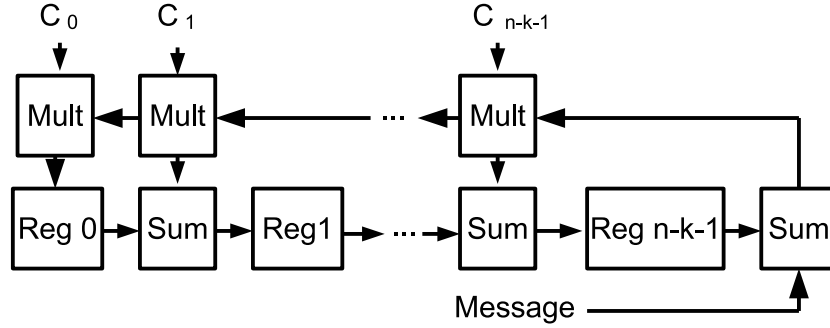 C 0 C 1 C n-k-1
Mult Mult Mult
Reg 0 Sum Reg1 Sum Reg n-k-1 Sum
Message